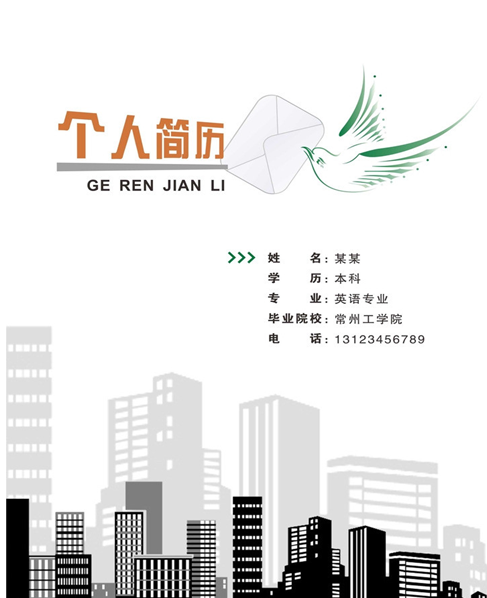 个人简历
GE REN JIAN LI
>>> 姓 名：某某
学 历：本科
专 业：英语专业
毕业院校：常州工学院
电 话：13123456789